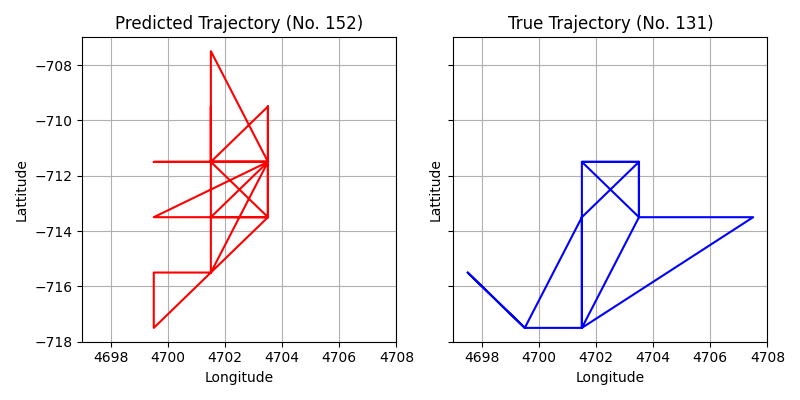 Predicted Trajectory (No. 152)
True Trajectory (No. 131)
Lattitude
−708
−710
−712
−714
−716
−718
4698 4700 4702 4704 4706 4708
Longitude
Lattitude
4698 4700 4702 4704 4706 4708
Longitude